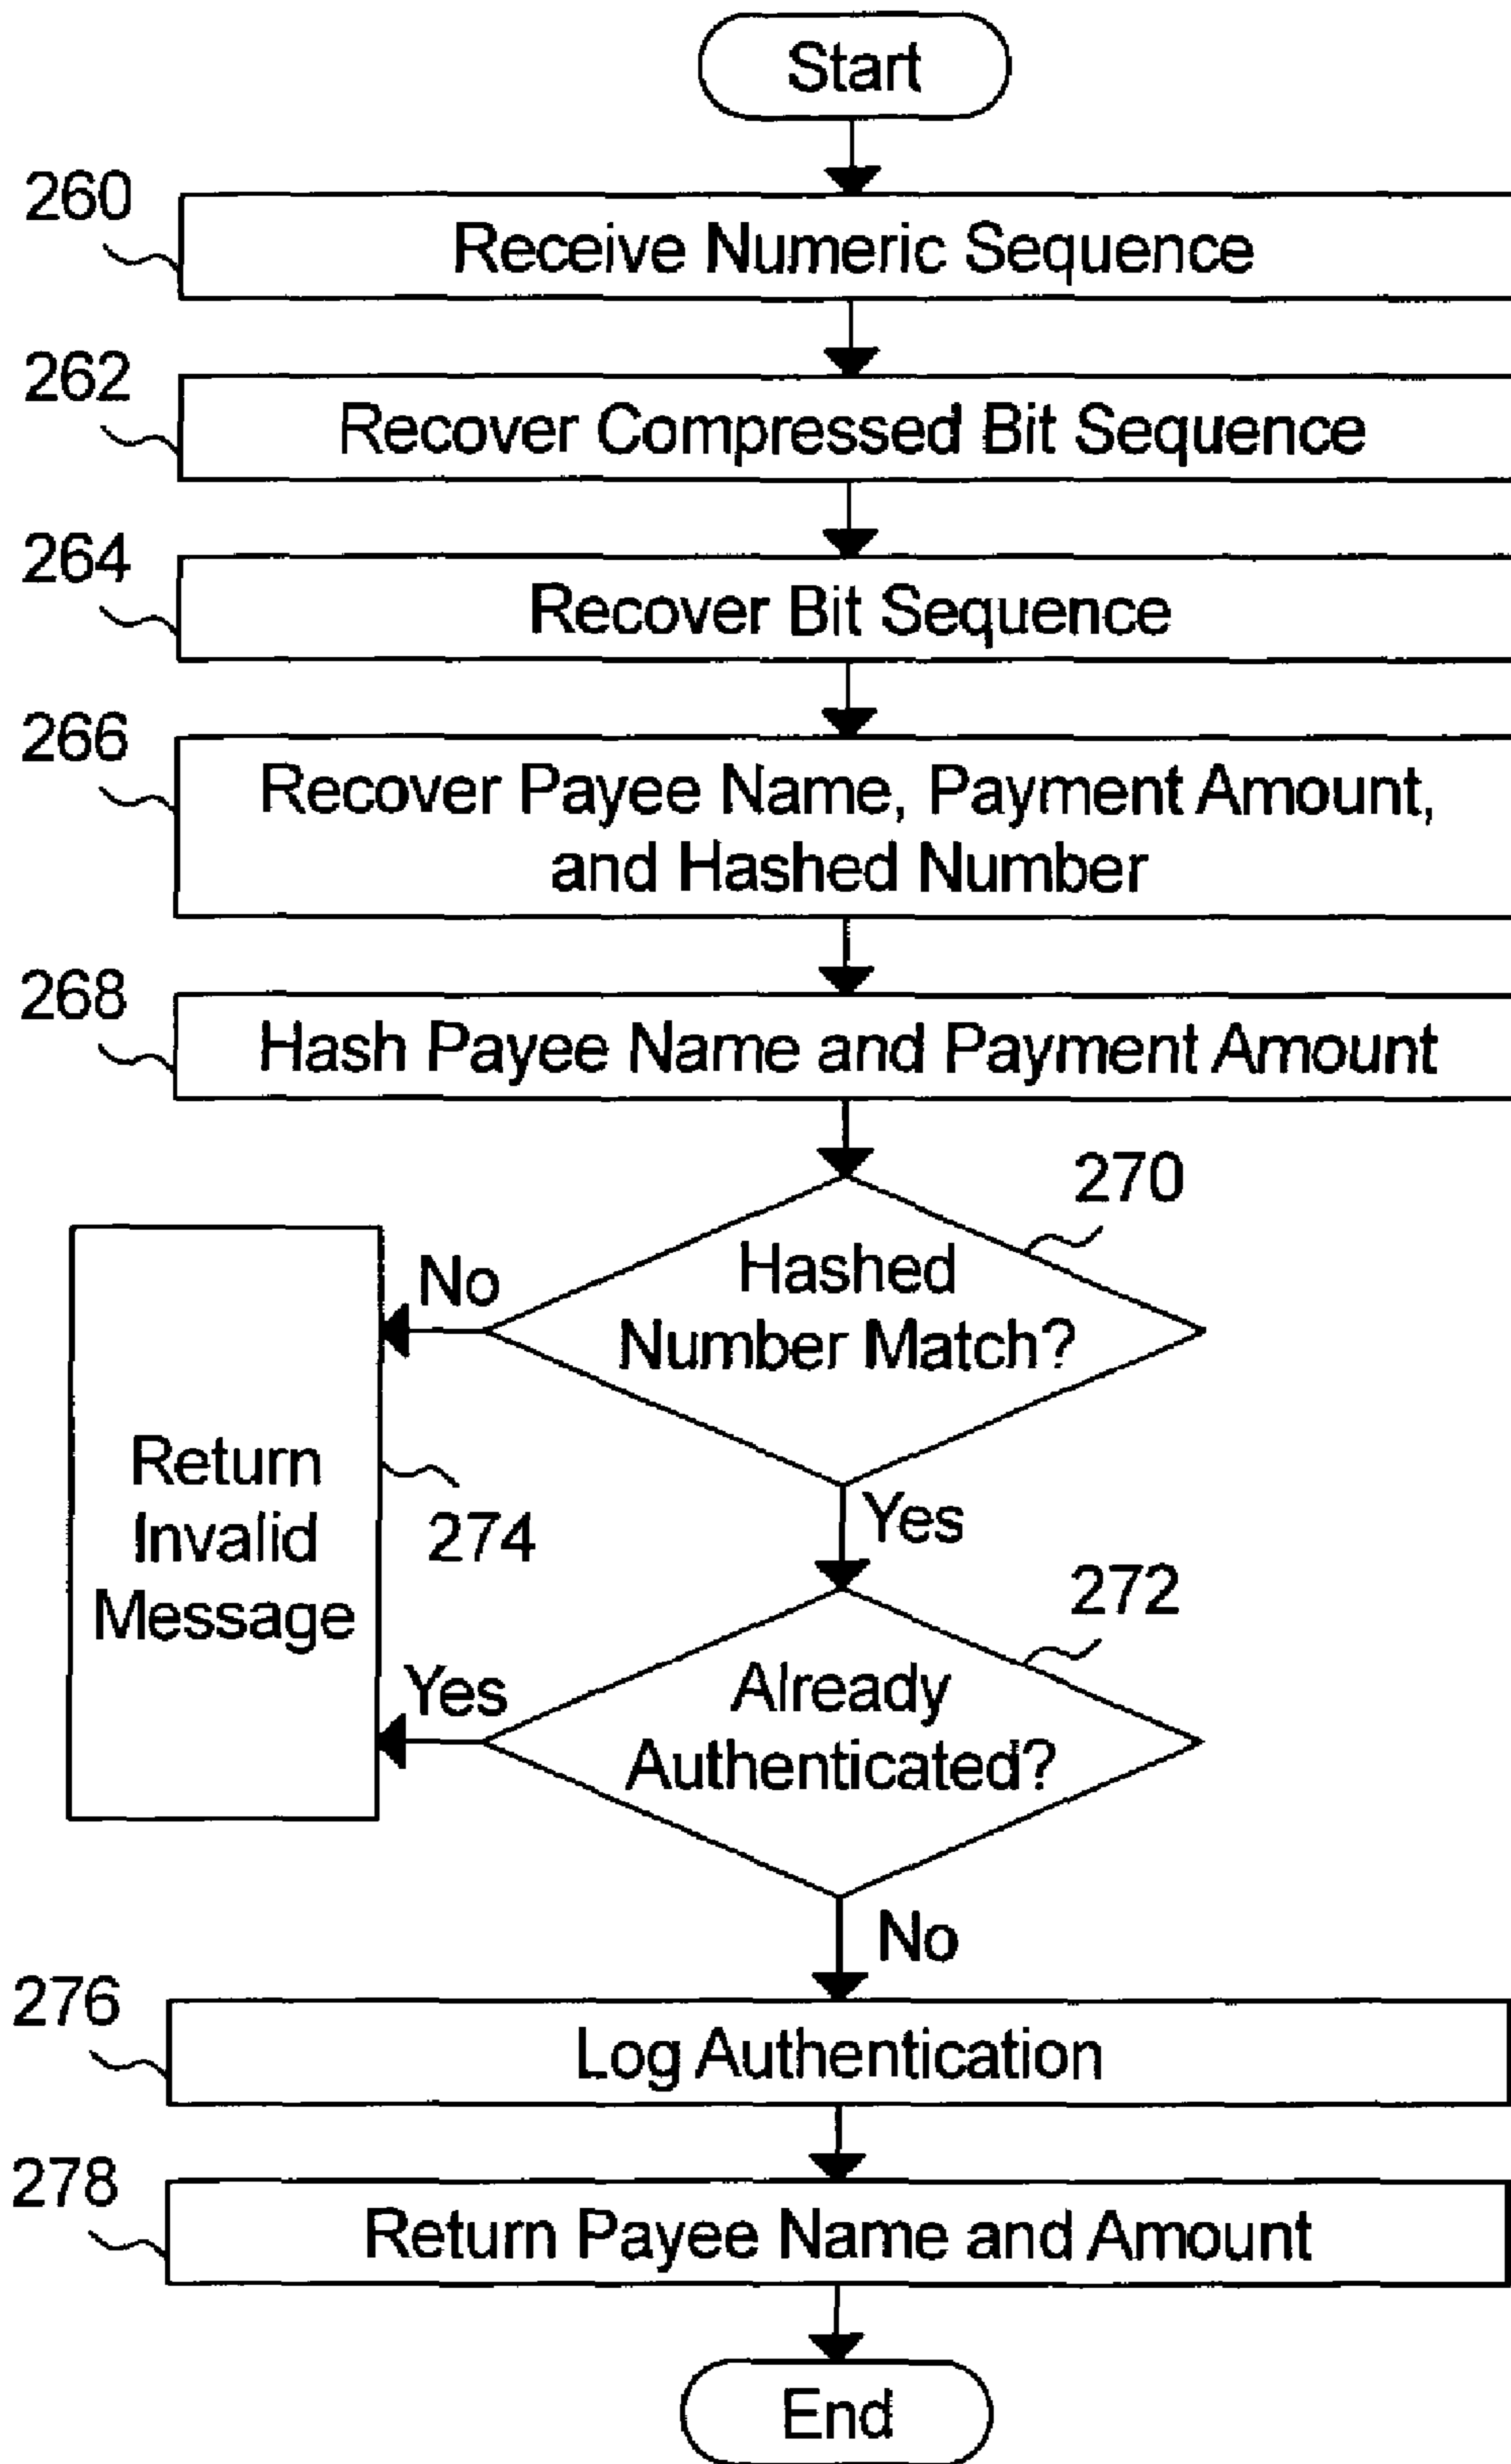 Start
260
Receive Numeric Sequence
262
Recover Compressed Bit Sequence
264
Recover Bit Sequence
266
Recover Payee Name, Payment Amount,
and Hashed Number
268
Hash Payee Name and Payment Amount
270
Hashed
Number Match?
No
Yes
Return
Invalid
Message
274
272
Already
Authenticated?
Yes
No
276
Log Authentication
278
Return Payee Name and Amount
End